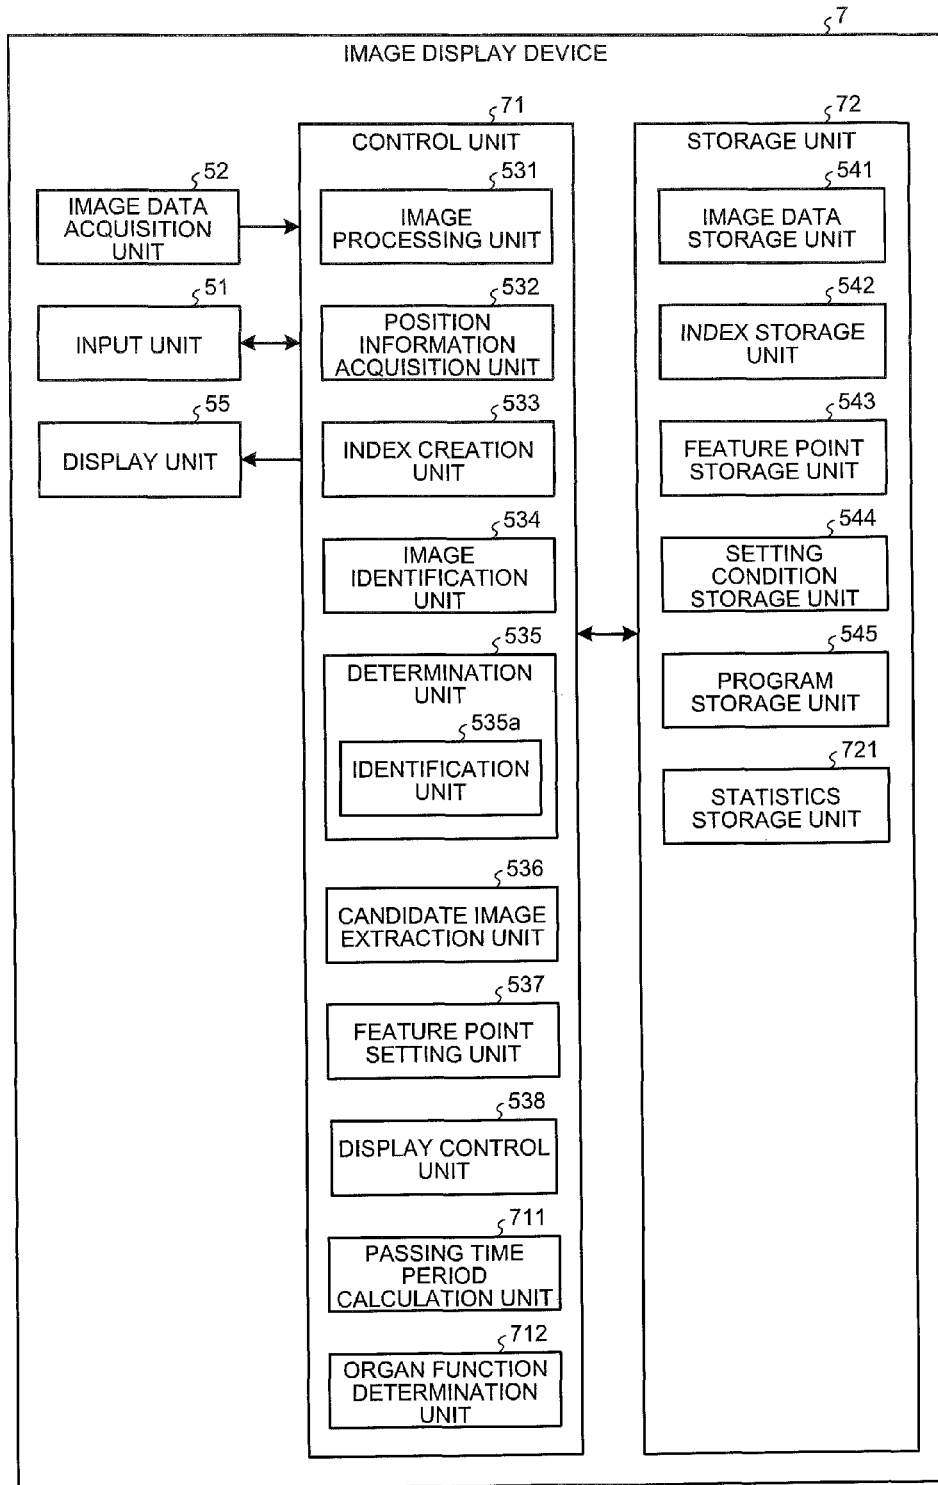 7
IMAGE DISPLAY DEVICE
52
IMAGE DATA
ACQUISITION
UNIT
51
INPUT UNIT
55
DISPLAY UNIT
71
CONTROL UNIT
531
IMAGE
PROCESSING UNIT
532
POSITION
INFORMATION
ACQUISITION UNIT
533
INDEX CREATION
UNIT
534
IMAGE
IDENTIFICATION
UNIT
535
DETERMINATION
UNIT
535a
IDENTIFICATION
UNIT
536
CANDIDATE IMAGE
EXTRACTION UNIT
537
FEATURE POINT
SETTING UNIT
538
DISPLAY CONTROL
UNIT
711
PASSING TIME
PERIOD
CALCULATION UNIT
712
ORGAN FUNCTION
DETERMINATION
UNIT
72
STORAGE UNIT
541
IMAGE DATA
STORAGE UNIT
542
INDEX STORAGE
UNIT
543
FEATURE POINT
STORAGE UNIT
544
SETTING
CONDITION
STORAGE UNIT
545
PROGRAM
STORAGE UNIT
721
STATISTICS
STORAGE UNIT